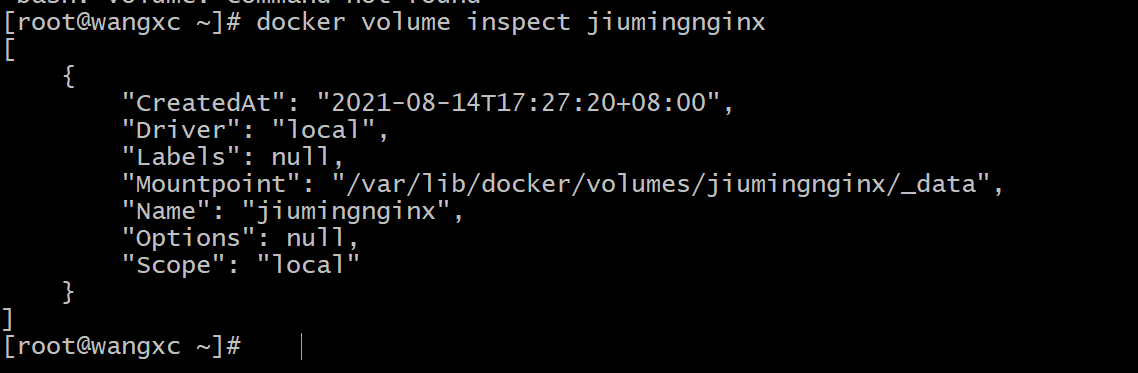 bash: volume: command not found
[root@wangxc ~]# docker volume inspect jiumingnginx
[
    {
        "CreatedAt": "2021-08-14T17:27:20+08:00",
        "Driver": "local",
        "Labels": null,
        "Mountpoint": "/var/lib/docker/volumes/jiumingnginx/_data",
        "Name": "jiumingnginx",
        "Options": null,
        "Scope": "local"
    }
]
[root@wangxc ~]#